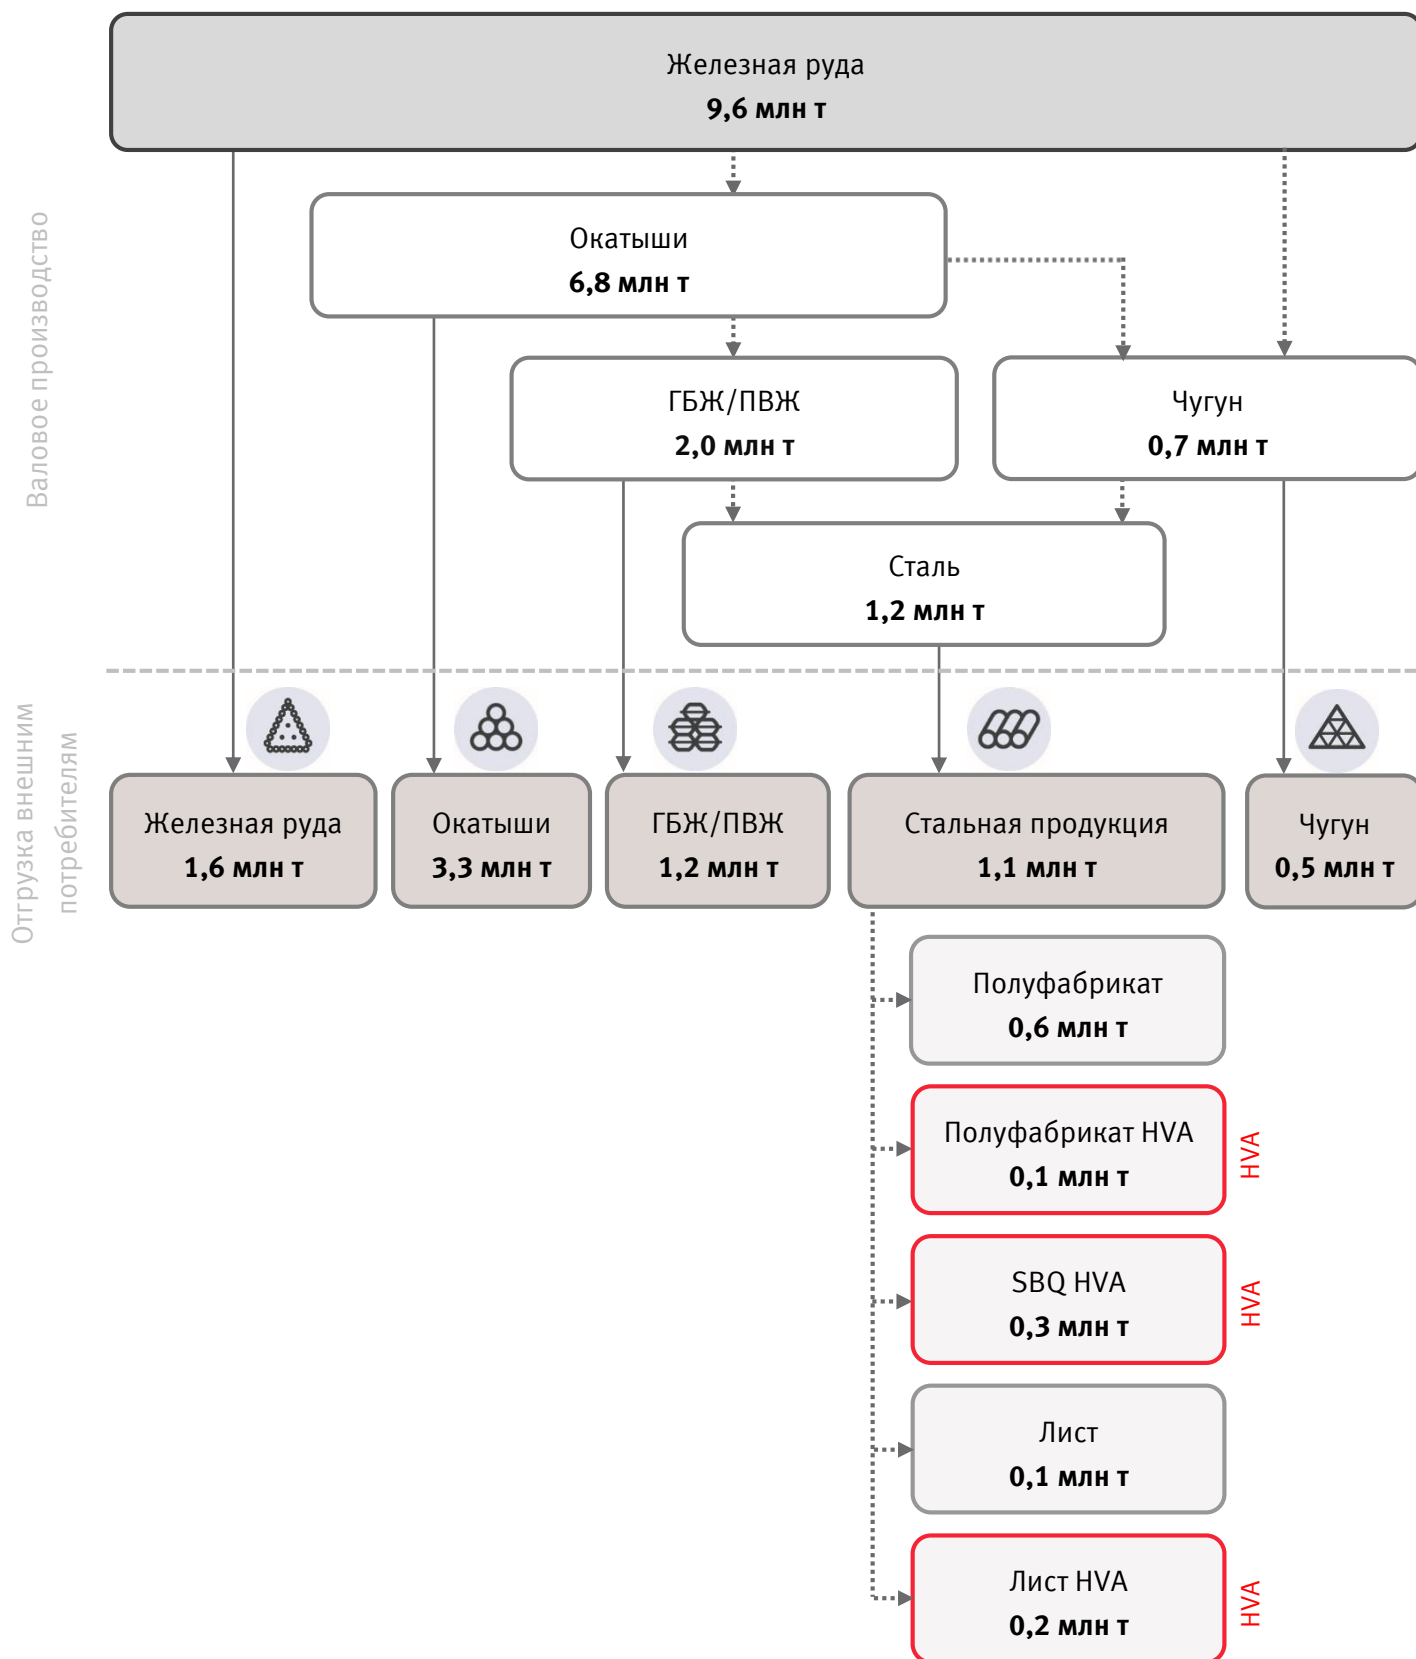 Железная руда
9,6 млн т
Валовое производство
Окатыши
6,8 млн т
ГБЖ/ПВЖ
2,0 млн т
Чугун
0,7 млн т
Сталь
1,2 млн т
Отгрузка внешним
потребителям
Железная руда
1,6 млн т
Окатыши
3,3 млн т
ГБЖ/ПВЖ
1,2 млн т
Стальная продукция
1,1 млн т
Чугун
0,5 млн т
Полуфабрикат
0,6 млн т
Полуфабрикат HVA
0,1 млн т
HVA
SBQ HVA
0,3 млн т
HVA
Лист
0,1 млн т
Лист HVA
0,2 млн т
HVA